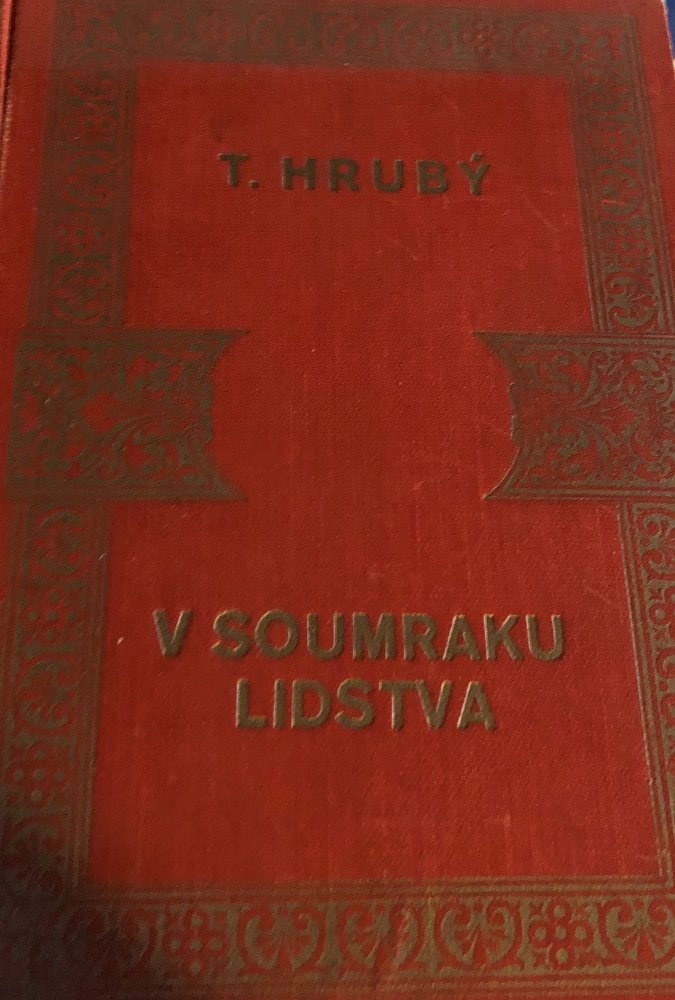 T. HRUBÝ
V SOUMRAKU
LIDSTVA